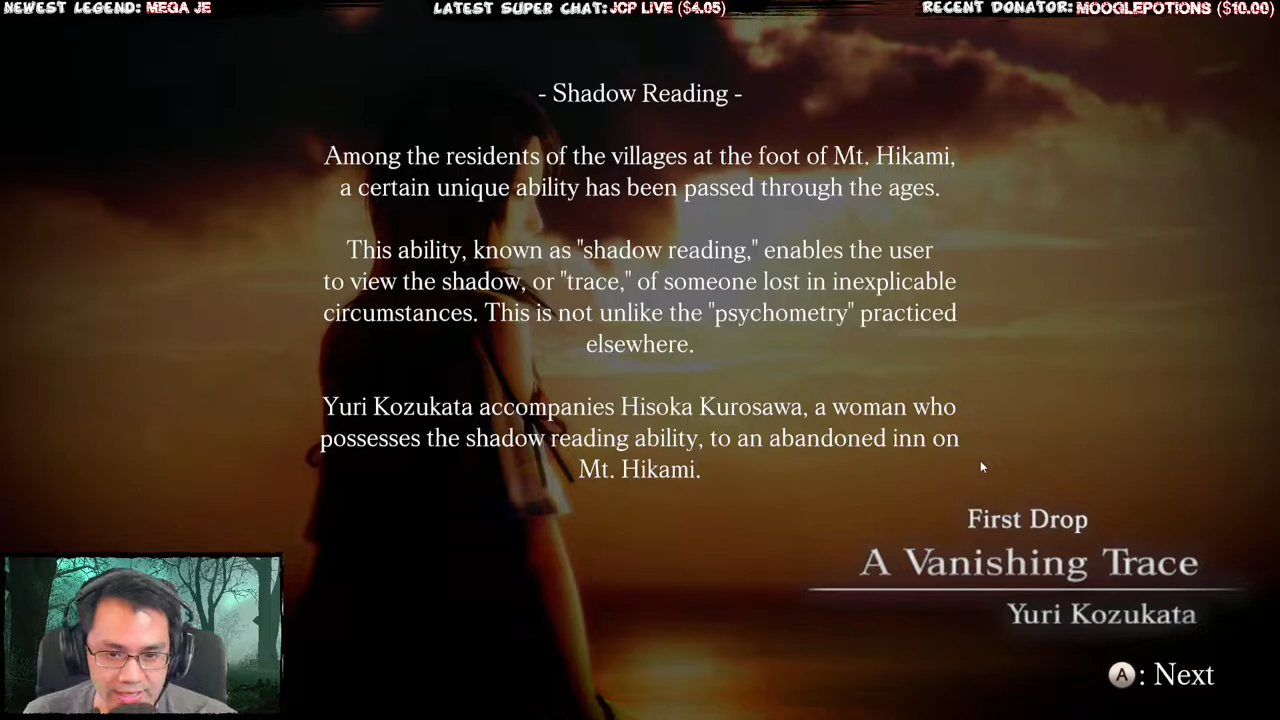 NEWEST LEGEND: MEGA JE
LATEST SUPER CHAT: JCP LIVE ($4.05)
RECENT DONATOR: MOOGLEPOTIONS ($10.00)
- Shadow Reading -
Among the residents of the villages at the foot of Mt. Hikami,
a certain unique ability has been passed through the ages.
This ability, known as "shadow reading," enables the user
to view the shadow, or "trace," of someone lost in inexplicable
circumstances. This is not unlike the "psychometry" practiced
elsewhere.
Yuri Kozukata accompanies Hisoka Kurosawa, a woman who
possesses the shadow reading ability, to an abandoned inn on
Mt. Hikami.
First Drop
A Vanishing Trace
Yuri Kozukata
A: Next